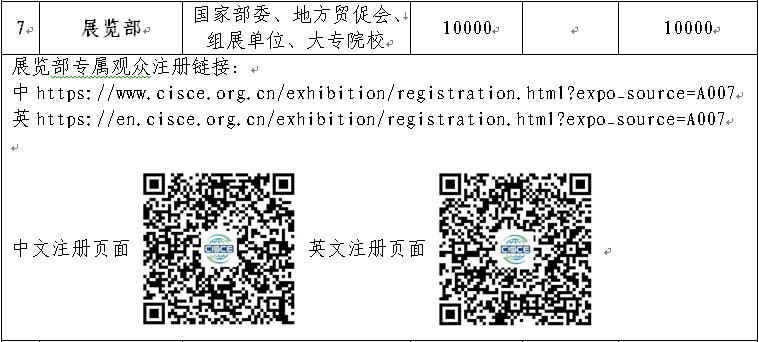 7 展览部 国家部委、地方贸促会、 10000 10000
组展单位、大专院校
展览部专属观众注册链接：
中 https://www.cisce.org.cn/exhibition/registration.html?expo_source=A007
英 https://en.cisce.org.cn/exhibition/registration.html?expo_source=A007
中文注册页面 CISCE 英文注册页面 CISCE